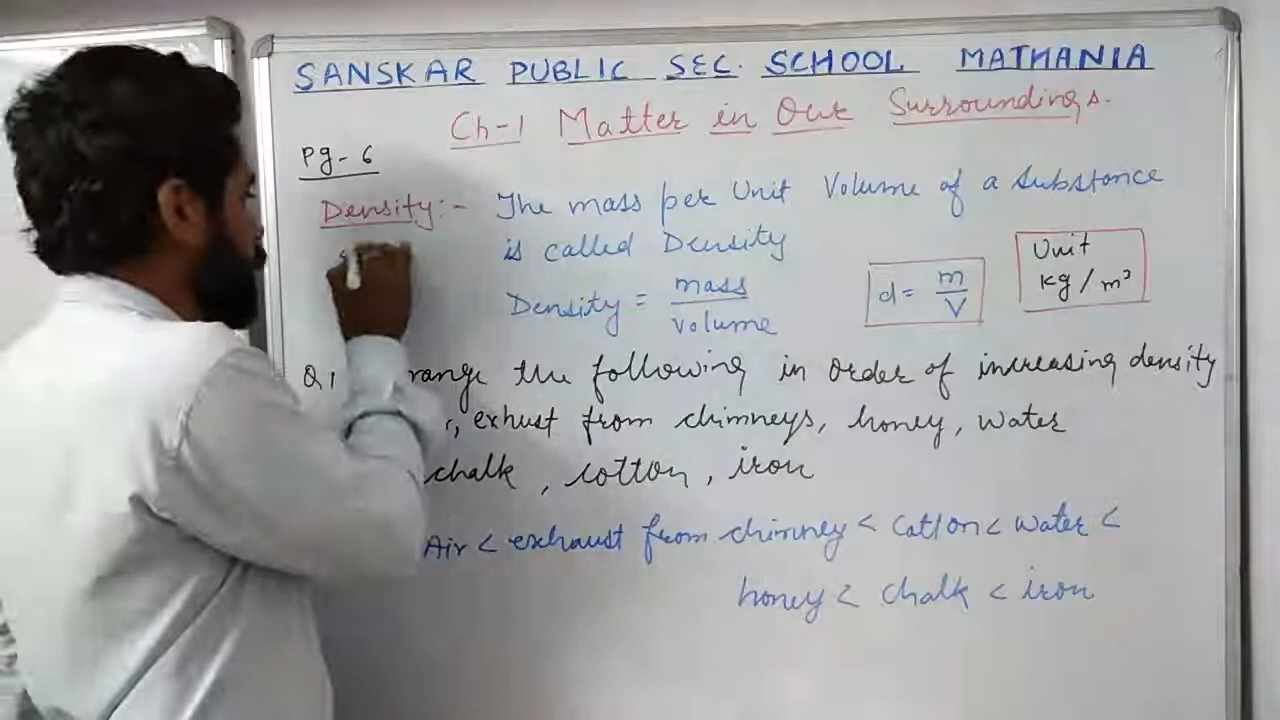 SANSKAR PUBLIC SEC. SCHOOL MATHANIA
Ch-1 Matter in Our Surroundings.
Pg - 6
Density:- The mass per Unit Volume of a substance
is called Density
Density = mass / volume
d = m / V
Unit
kg / m³
Q1 range the following in order of increasing density
, exhust from chimneys, honey, water
chalk , cotton , iron
Air < exhaust from chimney < Cotton < water <
honey < chalk < iron